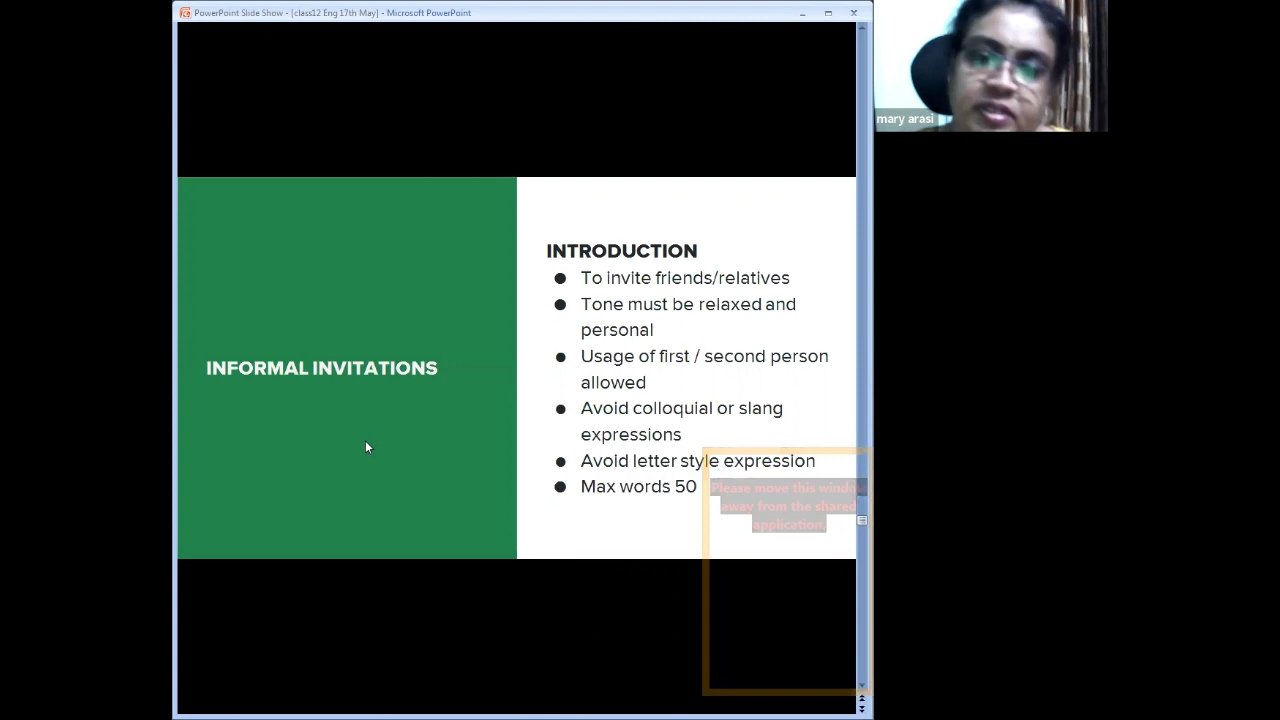 PowerPoint Slide Show - [class12 Eng 17th May] - Microsoft PowerPoint
mary arasi
INFORMAL INVITATIONS
INTRODUCTION
● To invite friends/relatives
● Tone must be relaxed and
personal
● Usage of first / second person
allowed
● Avoid colloquial or slang
expressions
● Avoid letter style expression
● Max words 50
Please move this window
away from the shared
application.